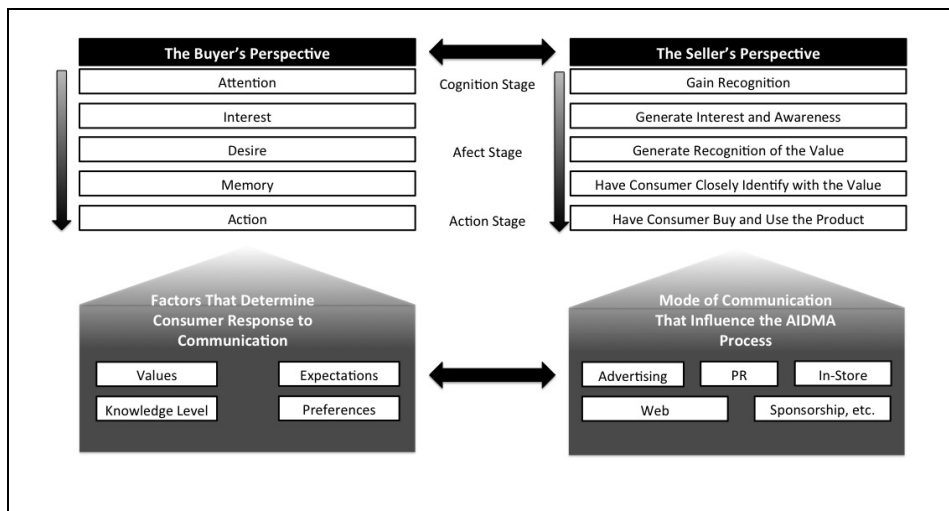 The Buyer's Perspective
Attention
Interest
Desire
Memory
Action
Cognition Stage
Afect Stage
Action Stage
The Seller's Perspective
Gain Recognition
Generate Interest and Awareness
Generate Recognition of the Value
Have Consumer Closely Identify with the Value
Have Consumer Buy and Use the Product
Factors That Determine
Consumer Response to
Communication
Values
Expectations
Knowledge Level
Preferences
Mode of Communication
That Influence the AIDMA
Process
Advertising
PR
In-Store
Web
Sponsorship, etc.